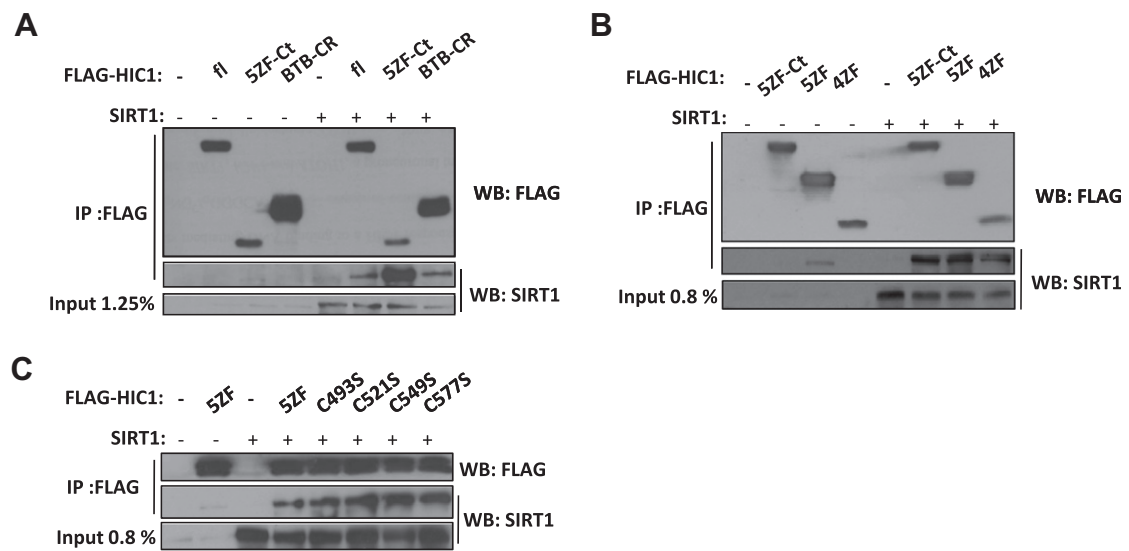 A
FLAG-HIC1: - fl 5ZF-Ct BTB-CR - fl 5ZF-Ct BTB-CR
SIRT1: - - - - + + + +
IP :FLAG
WB: FLAG
Input 1.25%
WB: SIRT1
B
FLAG-HIC1: - 5ZF-Ct 5ZF 4ZF - 5ZF-Ct 5ZF 4ZF
SIRT1: - - - - + + + +
IP :FLAG
WB: FLAG
Input 0.8 %
WB: SIRT1
C
FLAG-HIC1: - 5ZF - 5ZF C493S C521S C549S C577S
SIRT1: - - + + + + + +
IP :FLAG
WB: FLAG
Input 0.8 %
WB: SIRT1